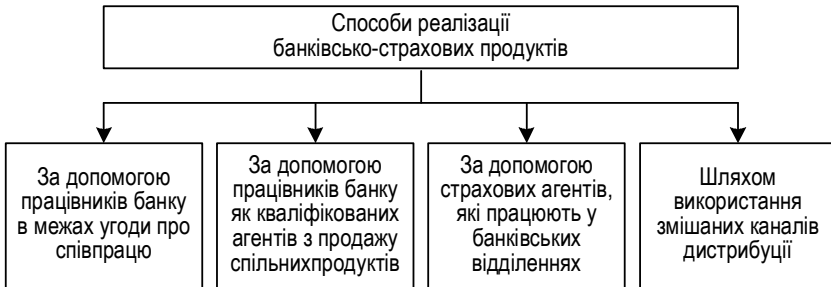 Способи реалізації
банківсько-страхових продуктів
За допомогою
працівників банку
в межах угоди про
співпрацю
За допомогою
працівників банку
як кваліфікованих
агентів з продажу
спільнихпродуктів
За допомогою
страхових агентів,
які працюють у
банківських
відділеннях
Шляхом
використання
змішаних каналів
дистрибуції